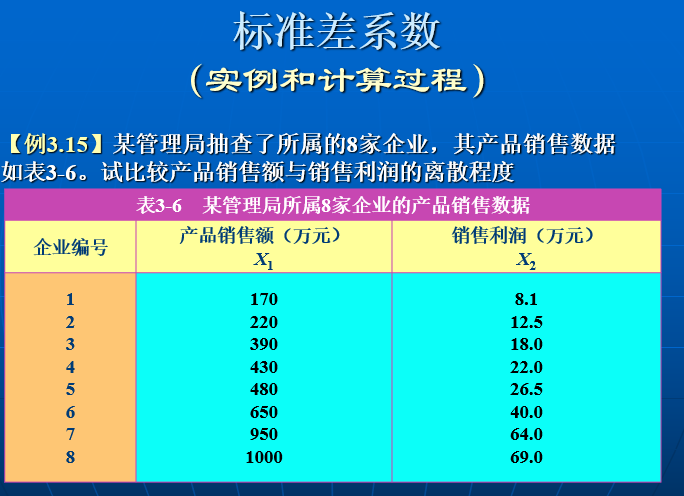 标准差系数
（实例和计算过程）
【例3.15】某管理局抽查了所属的8家企业，其产品销售数据
如表3-6。试比较产品销售额与销售利润的离散程度
表3-6 某管理局所属8家企业的产品销售数据
企业编号 产品销售额（万元） X1 销售利润（万元） X2
1 170 8.1
2 220 12.5
3 390 18.0
4 430 22.0
5 480 26.5
6 650 40.0
7 950 64.0
8 1000 69.0